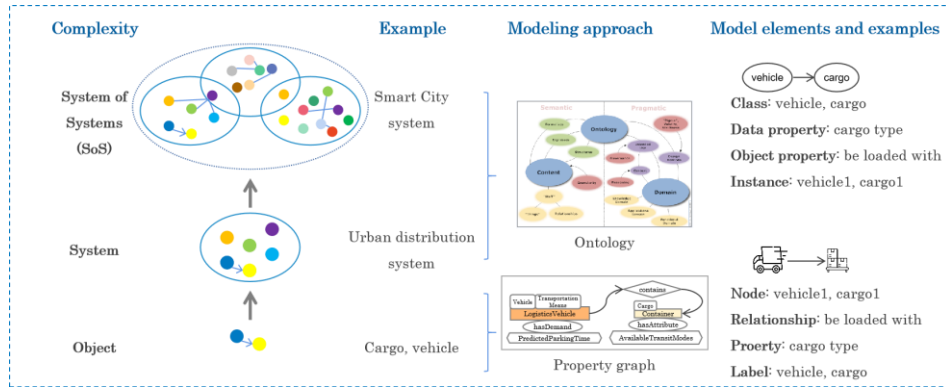 Complexity
Example
Modeling approach
Model elements and examples
System of
Systems
(SoS)
Smart City
system
Semantic
Pragmatic
Ontology
Context
Domain
Ontology
vehicle
cargo
Class: vehicle, cargo
Data property: cargo type
Object property: be loaded with
Instance: vehicle1, cargo1
System
Urban distribution
system
Object
Cargo, vehicle
Vehicle
Transportation
Means
LogisticsVehicle
hasDemand
PredictedParkingTime
contains
Cargo
Container
hasAttribute
AvailableTransitModes
Property graph
Node: vehicle1, cargo1
Relationship: be loaded with
Proerty: cargo type
Label: vehicle, cargo